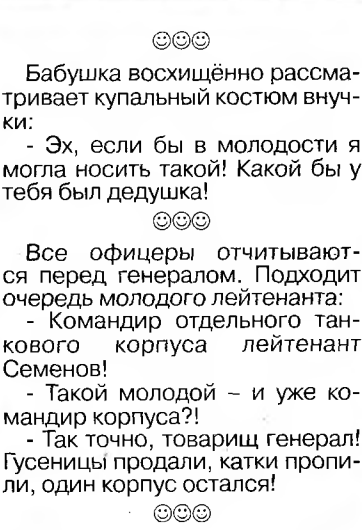 ☺☺☺
Бабушка восхищённо рассма-
тривает купальный костюм внуч-
ки:
- Эх, если бы в молодости я
могла носить такой! Какой бы у
тебя был дедушка!
☺☺☺
Все офицеры отчитывают-
ся перед генералом. Подходит
очередь молодого лейтенанта:
- Командир отдельного тан-
кового корпуса лейтенант
Семенов!
- Такой молодой – и уже ко-
мандир корпуса?!
- Так точно, товарищ генерал!
Гусеницы продали, катки пропи-
ли, один корпус остался!
☺☺☺